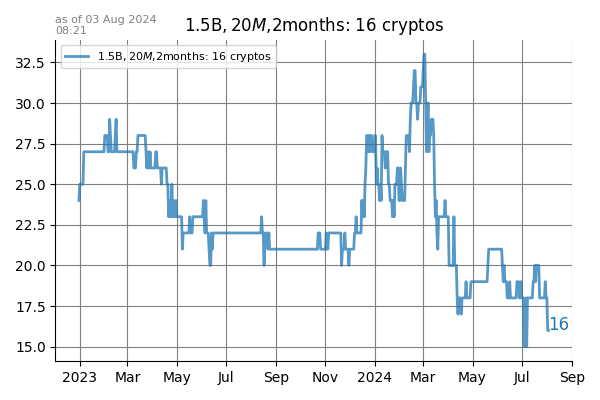 as of 03 Aug 2024
08:21
1.5B, 20M,2months: 16 cryptos
1.5B, 20M,2months: 16 cryptos
32.5
30.0
27.5
25.0
22.5
20.0
17.5
15.0
16
2023 Mar May Jul Sep Nov 2024 Mar May Jul Sep